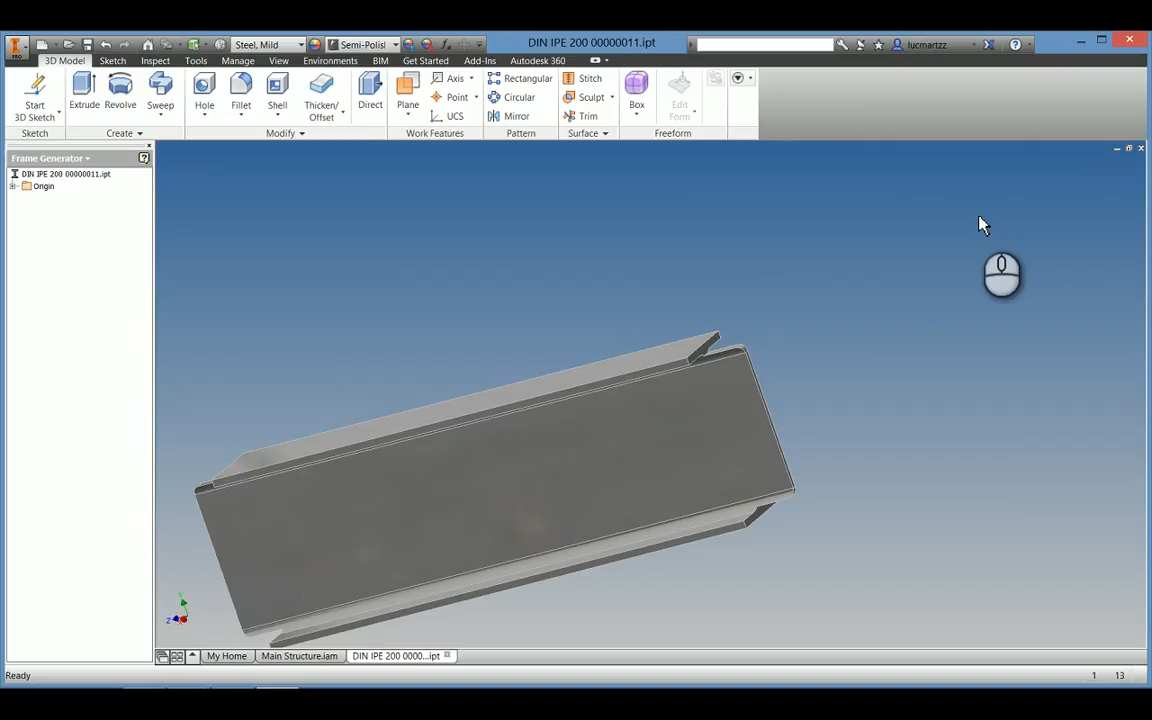 PRO
Steel, Mild
Semi-Polisl
DIN IPE 200 00000011.ipt
lucmartzz
3D Model Sketch Inspect Tools Manage View Environments BIM Get Started Add-Ins Autodesk 360
Start
3D Sketch
Extrude
Revolve
Sweep
Hole
Fillet
Shell
Thicken/
Offset
Direct
Plane
Axis
Point
UCS
Rectangular
Circular
Mirror
Stitch
Sculpt
Trim
Box
Edit
Form
Sketch
Create
Modify
Work Features
Pattern
Surface
Freeform
Frame Generator
DIN IPE 200 00000011.ipt
Origin
Y
Z
My Home
Main Structure.iam
DIN IPE 200 0000...ipt
Ready
1 13